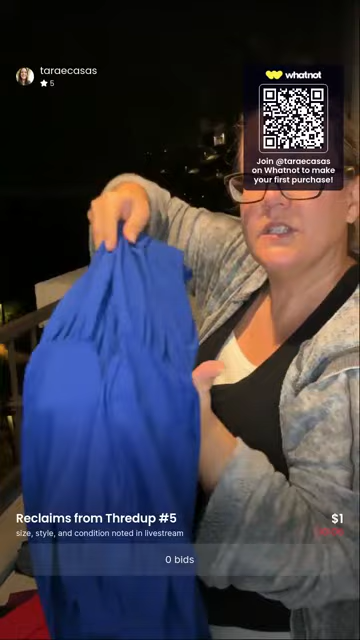 taraecasas
5
whatnot
Join @taraecasas
on Whatnot to make
your first purchase!
Reclaims from Thredup #5
$1
size, style, and condition noted in livestream
0 bids